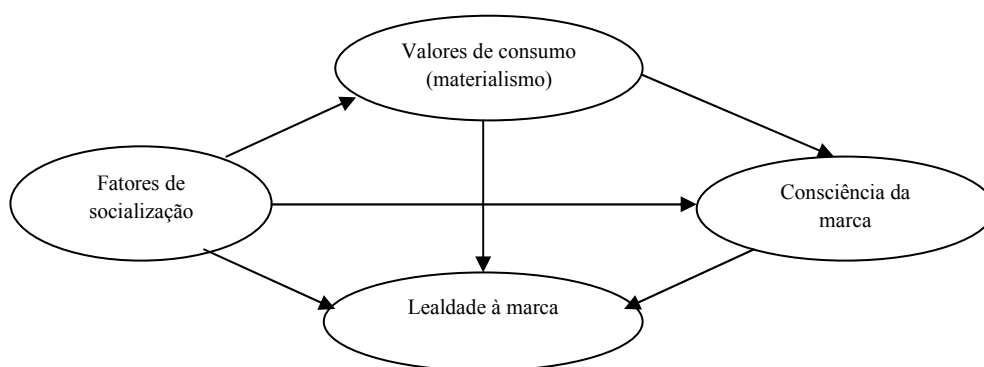 Valores de consumo
(materialismo)
Fatores de
socialização
Consciência da
marca
Lealdade à marca